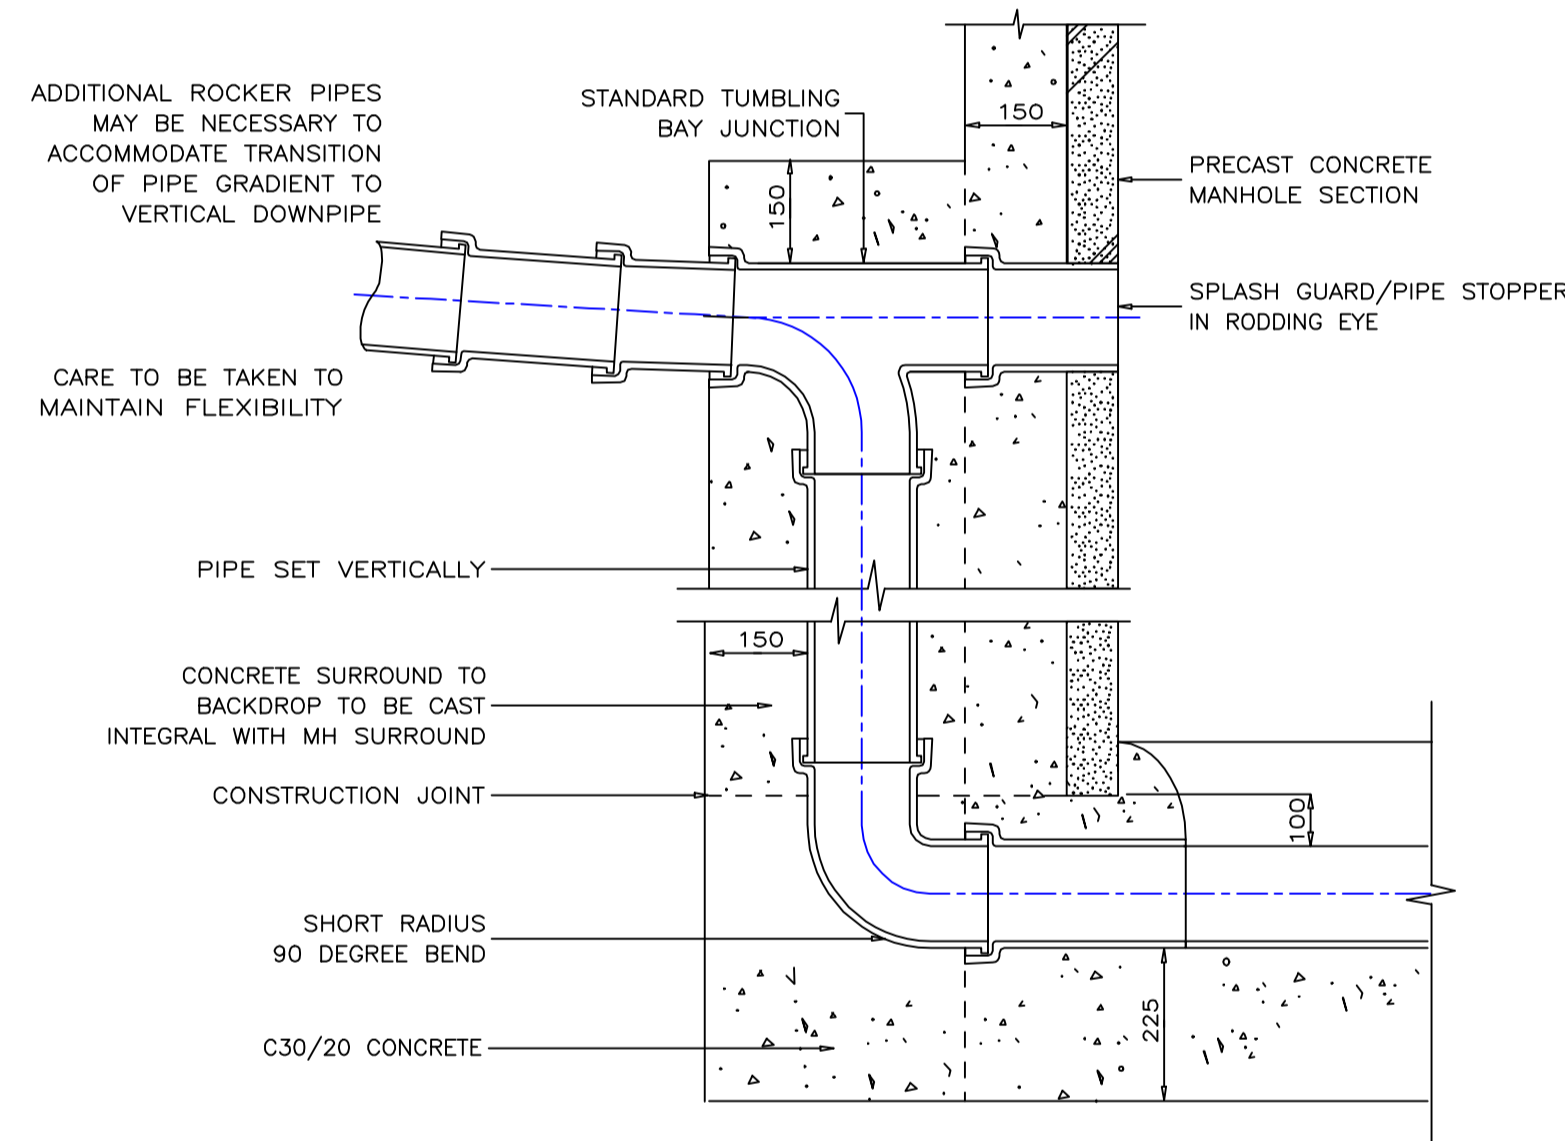 ADDITIONAL ROCKER PIPES
MAY BE NECESSARY TO
ACCOMMODATE TRANSITION
OF PIPE GRADIENT TO
VERTICAL DOWNPIPE
STANDARD TUMBLING
BAY JUNCTION
150
150
PRECAST CONCRETE
MANHOLE SECTION
SPLASH GUARD/PIPE STOPPER
IN RODDING EYE
CARE TO BE TAKEN TO
MAINTAIN FLEXIBILITY
PIPE SET VERTICALLY
150
CONCRETE SURROUND TO
BACKDROP TO BE CAST
INTEGRAL WITH MH SURROUND
CONSTRUCTION JOINT
100
SHORT RADIUS
90 DEGREE BEND
225
C30/20 CONCRETE